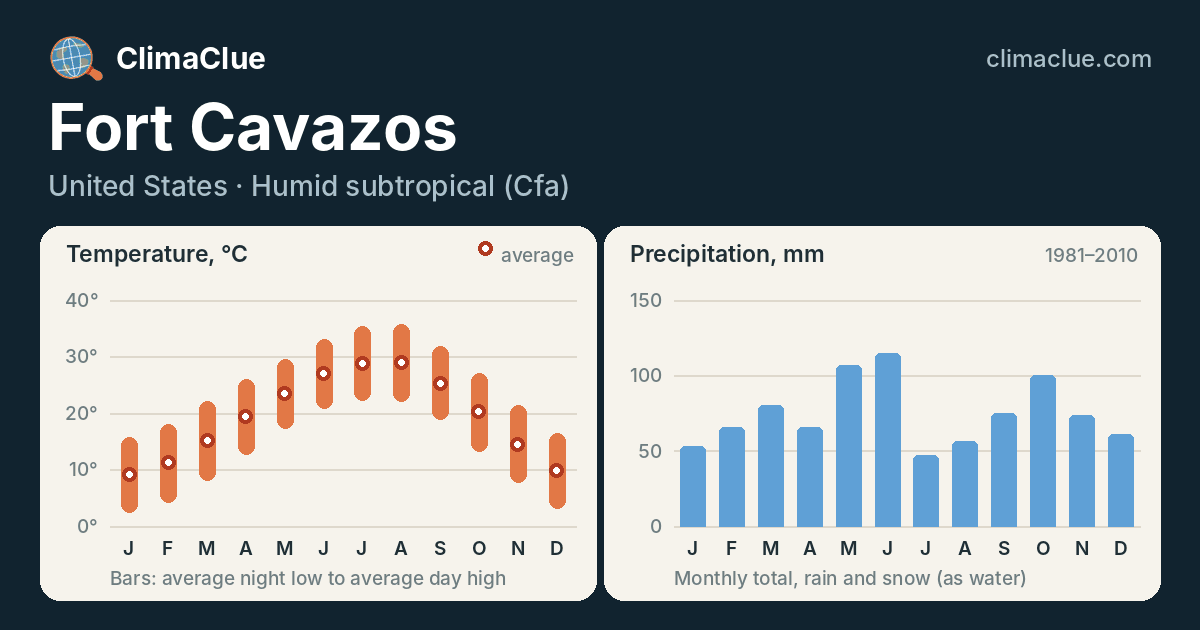 ClimaClue
climaclue.com
Fort Cavazos
United States · Humid subtropical (Cfa)
Temperature, °C
average
40°
30°
20°
10°
0°
J F M A M J J A S O N D
Bars: average night low to average day high
Precipitation, mm
1981–2010
150
100
50
0
J F M A M J J A S O N D
Monthly total, rain and snow (as water)